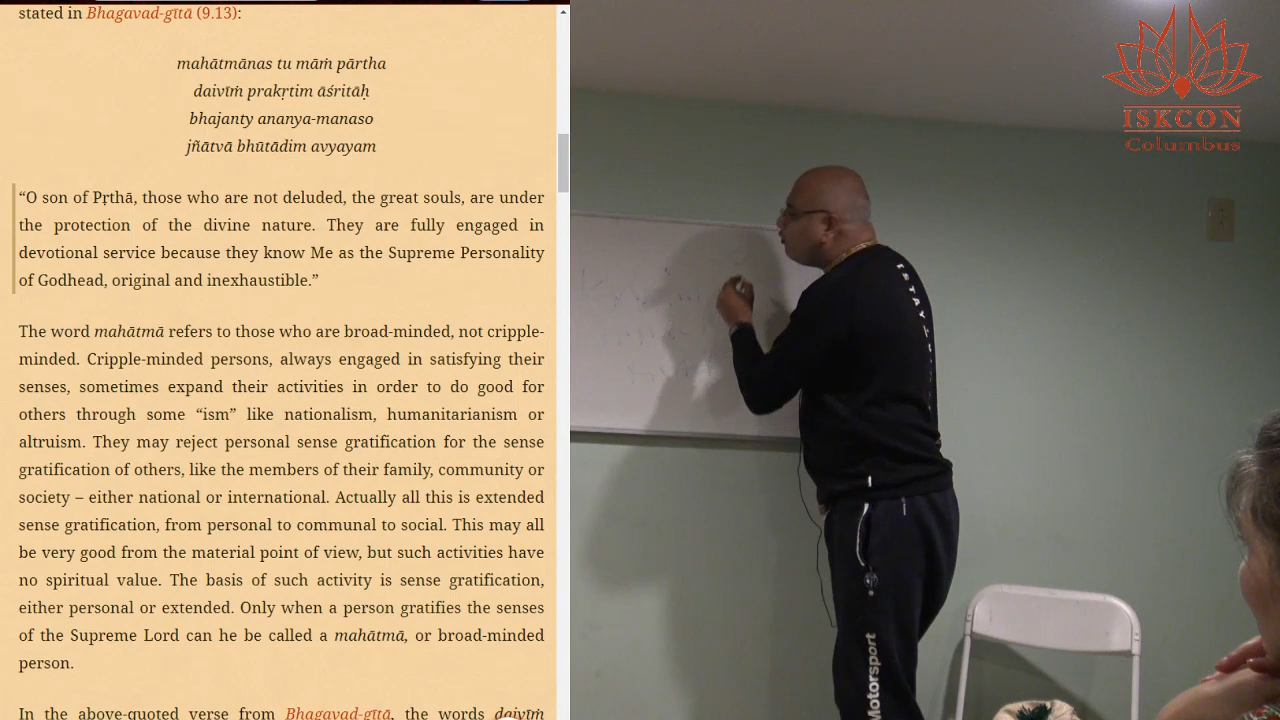 stated in Bhagavad-gītā (9.13):
mahātmānas tu māṁ pārtha
daivīṁ prakṛtim āśritāḥ
bhajanty ananya-manaso
jñātvā bhūtādim avyayam
“O son of Pṛthā, those who are not deluded, the great souls, are under
the protection of the divine nature. They are fully engaged in
devotional service because they know Me as the Supreme Personality
of Godhead, original and inexhaustible.”
The word mahātmā refers to those who are broad-minded, not cripple-
minded. Cripple-minded persons, always engaged in satisfying their
senses, sometimes expand their activities in order to do good for
others through some “ism” like nationalism, humanitarianism or
altruism. They may reject personal sense gratification for the sense
gratification of others, like the members of their family, community or
society – either national or international. Actually all this is extended
sense gratification, from personal to communal to social. This may all
be very good from the material point of view, but such activities have
no spiritual value. The basis of such activity is sense gratification,
either personal or extended. Only when a person gratifies the senses
of the Supreme Lord can he be called a mahātmā, or broad-minded
person.
In the above-quoted verse from Bhagavad-gītā, the words daivīṁ
ISKCON
Columbus
Motorsport